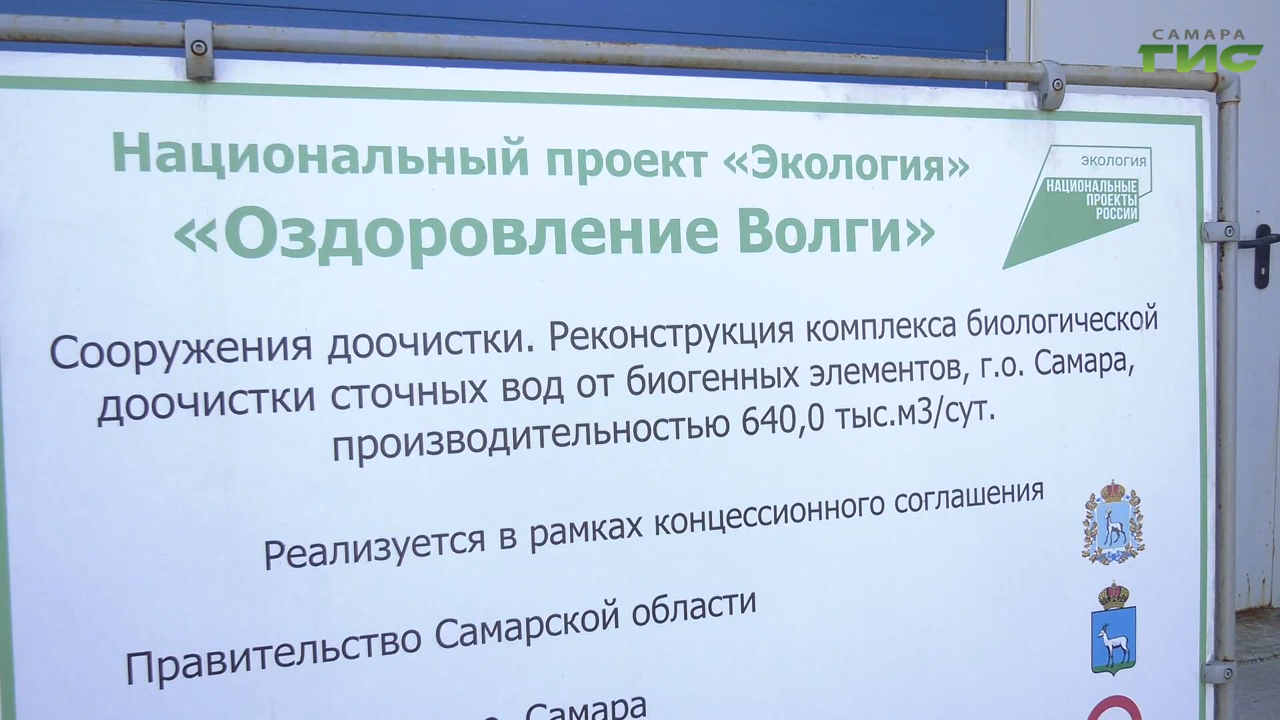 САМАРА
ГИС
Национальный проект «Экология»
«Оздоровление Волги»
ЭКОЛОГИЯ
НАЦИОНАЛЬНЫЕ
ПРОЕКТЫ
РОССИИ
Сооружения доочистки. Реконструкция комплекса биологической
доочистки сточных вод от биогенных элементов, г.о. Самара,
производительностью 640,0 тыс.м3/сут.
Реализуется в рамках концессионного соглашения
Правительство Самарской области
Самара